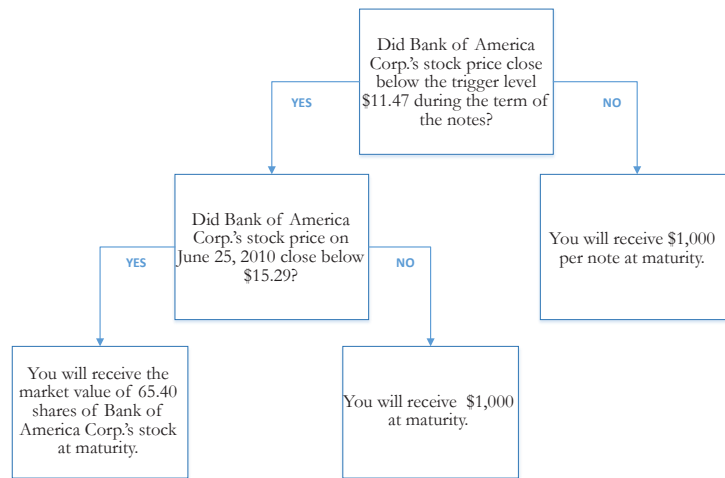 Did Bank of America
Corp.'s stock price close
below the trigger level
$11.47 during the term of
the notes?
YES
NO
Did Bank of America
Corp.'s stock price on
June 25, 2010 close below
$15.29?
You will receive $1,000
per note at maturity.
YES
NO
You will receive the
market value of 65.40
shares of Bank of
America Corp.'s stock
at maturity.
You will receive $1,000
at maturity.